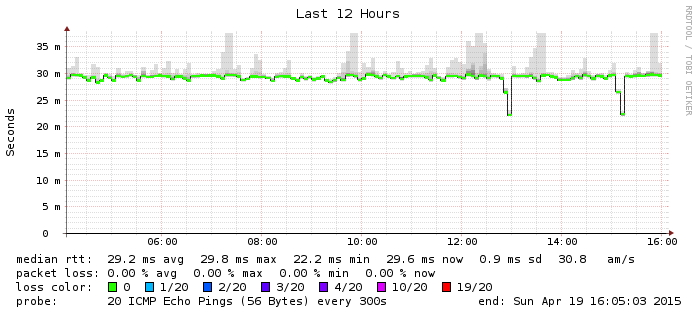 Last 12 Hours
RRDTOOL / TOBI OETIKER
Seconds
35 m
30 m
25 m
20 m
15 m
10 m
5 m
0
06:00 08:00 10:00 12:00 14:00 16:00
median rtt: 29.2 ms avg 29.8 ms max 22.2 ms min 29.6 ms now 0.9 ms sd 30.8 am/s
packet loss: 0.00 % avg 0.00 % max 0.00 % min 0.00 % now
loss color: 0 1/20 2/20 3/20 4/20 10/20 19/20
probe: 20 ICMP Echo Pings (56 Bytes) every 300s end: Sun Apr 19 16:05:03 2015